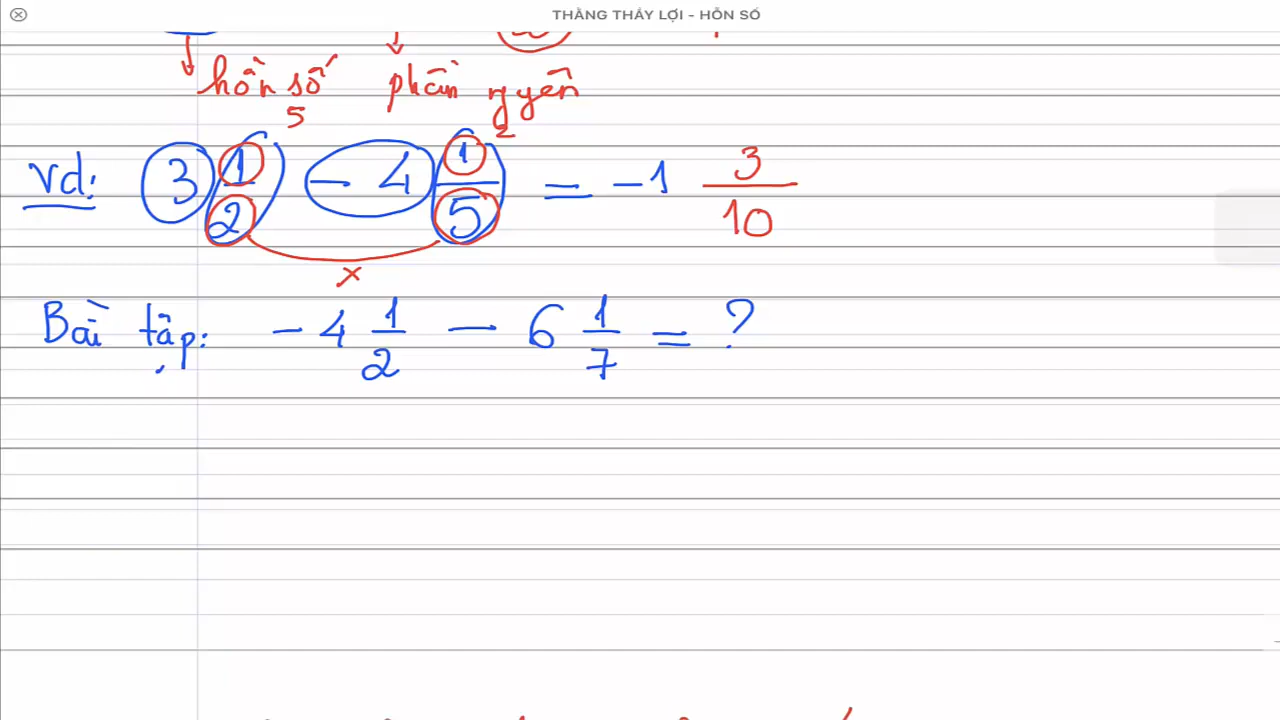 THẰNG THẦY LỢI - HỖN SỐ
hỗn số phần nguyên
5 2
Vd: 3 1/2 - 4 1/5 = -1 3/10
x
Bài tập: -4 1/2 - 6 1/7 = ?